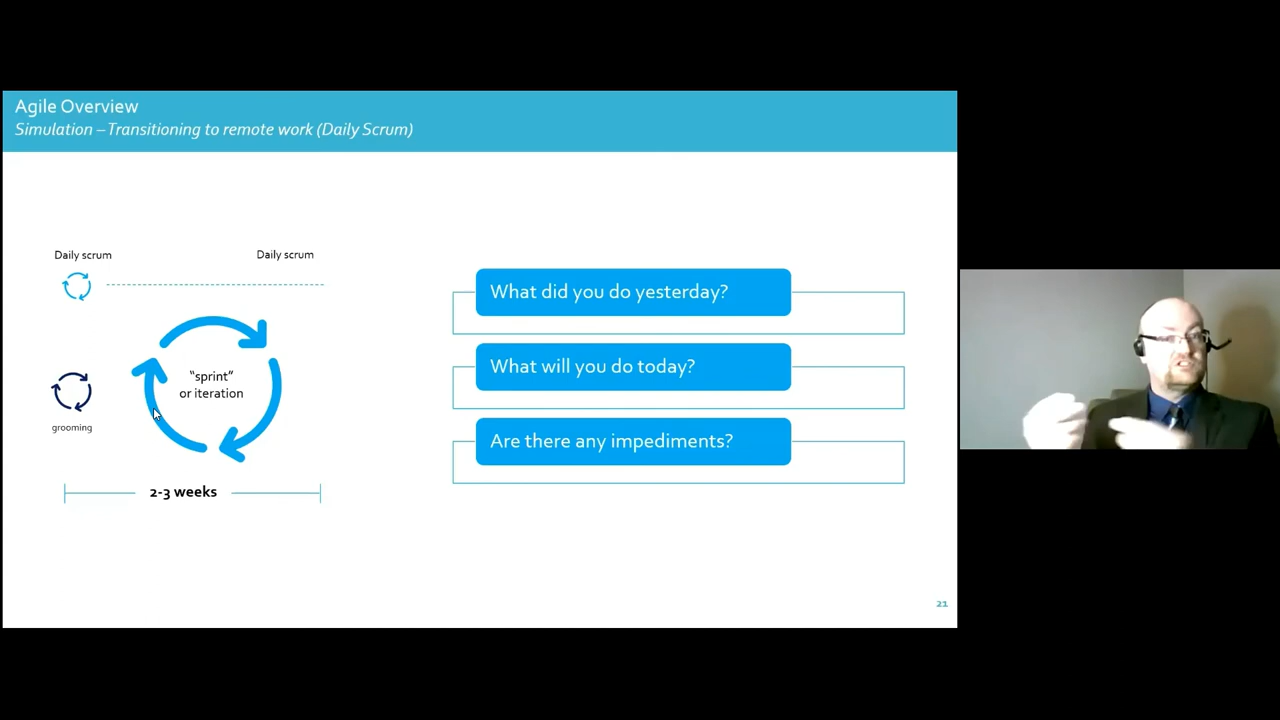 Agile Overview
Simulation – Transitioning to remote work (Daily Scrum)
Daily scrum
Daily scrum
"sprint"
or iteration
grooming
2-3 weeks
What did you do yesterday?
What will you do today?
Are there any impediments?
21